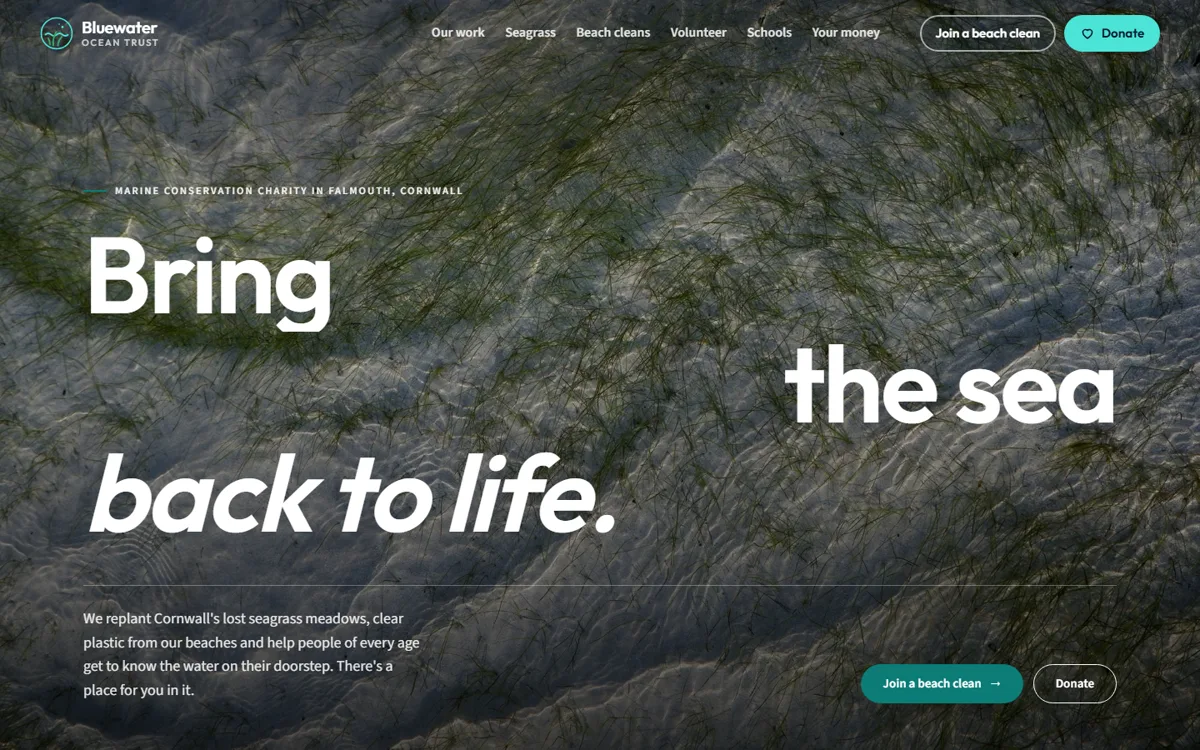 Bluewater
OCEAN TRUST
Our work
Seagrass
Beach cleans
Volunteer
Schools
Your money
Join a beach clean
Donate
MARINE CONSERVATION CHARITY IN FALMOUTH, CORNWALL
Bring
the sea
back to life.
We replant Cornwall's lost seagrass meadows, clear
plastic from our beaches and help people of every age
get to know the water on their doorstep. There's a
place for you in it.
Join a beach clean →
Donate